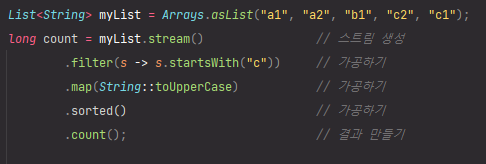 List<String> myList = Arrays.asList("a1", "a2", "b1", "c2", "c1");
long count = myList.stream() // 스트림 생성
.filter(s -> s.startsWith("c")) // 가공하기
.map(String::toUpperCase) // 가공하기
.sorted() // 가공하기
.count(); // 결과 만들기